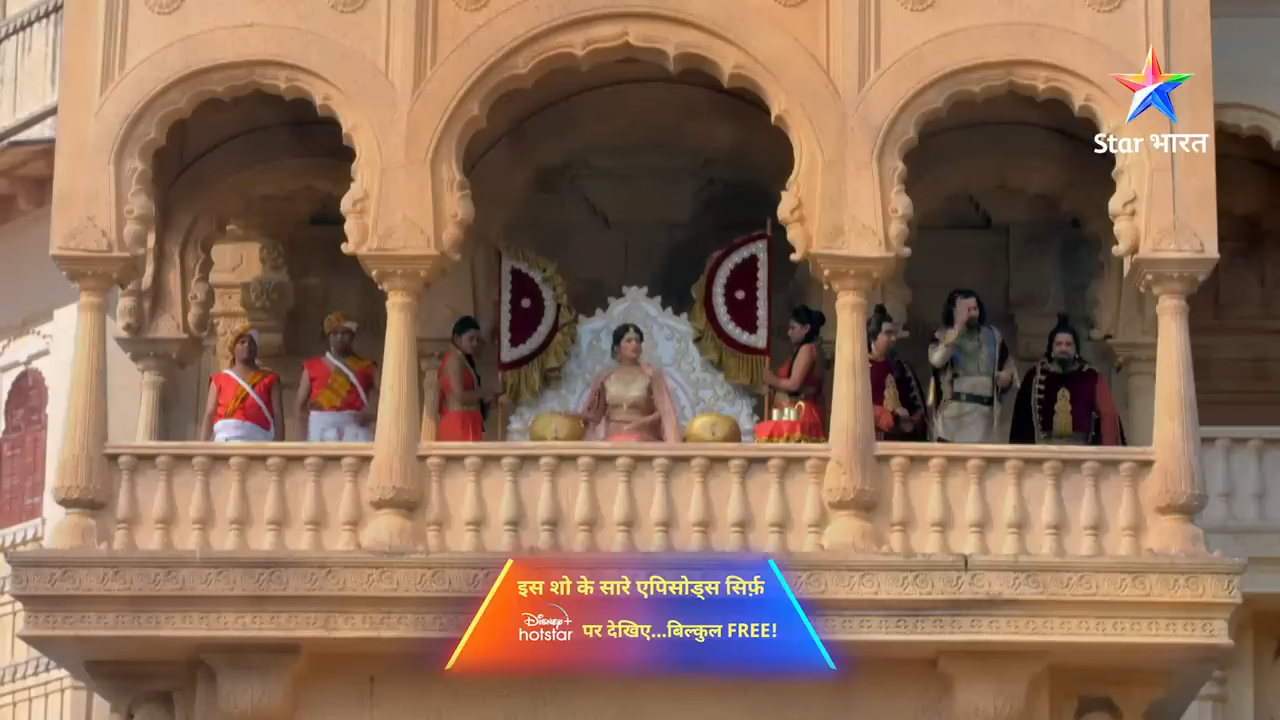 Star भारत
इस शो के सारे एपिसोड्स सिर्फ़
Disney+ hotstar पर देखिए...बिल्कुल FREE!